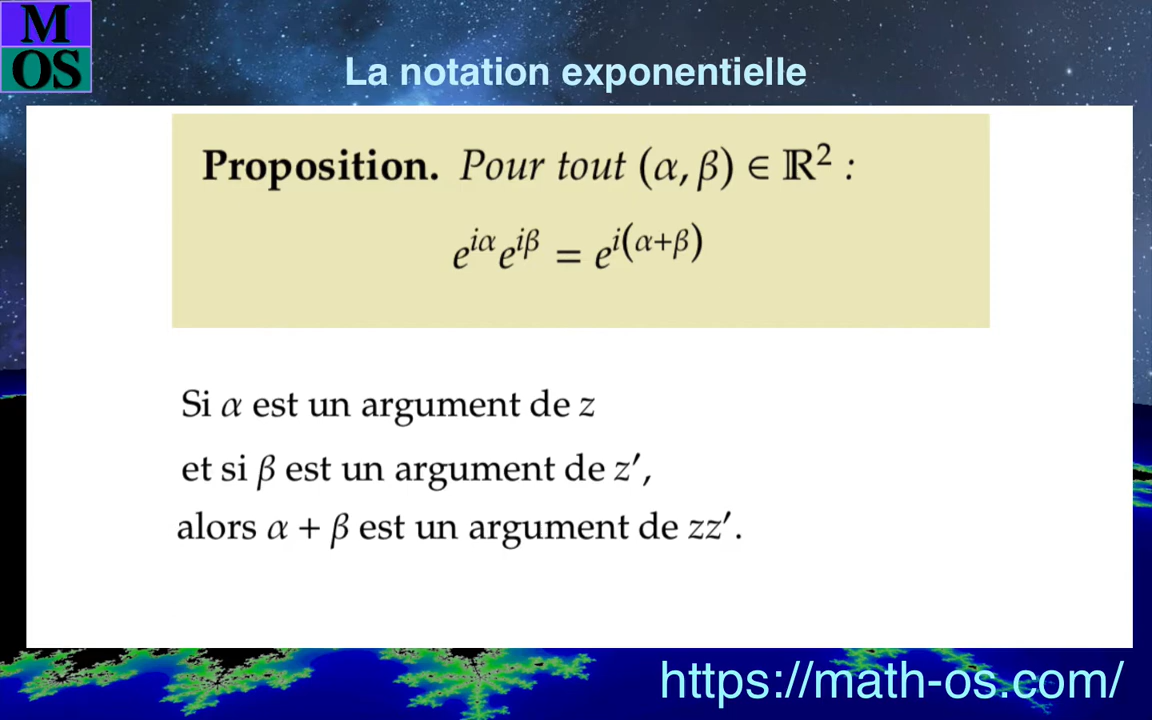 M
OS
La notation exponentielle
Proposition. Pour tout (α, β) ∈ ℝ² :
e^{iα}e^{iβ} = e^{i(α+β)}
Si α est un argument de z
et si β est un argument de z′,
alors α + β est un argument de zz′.
https://math-os.com/